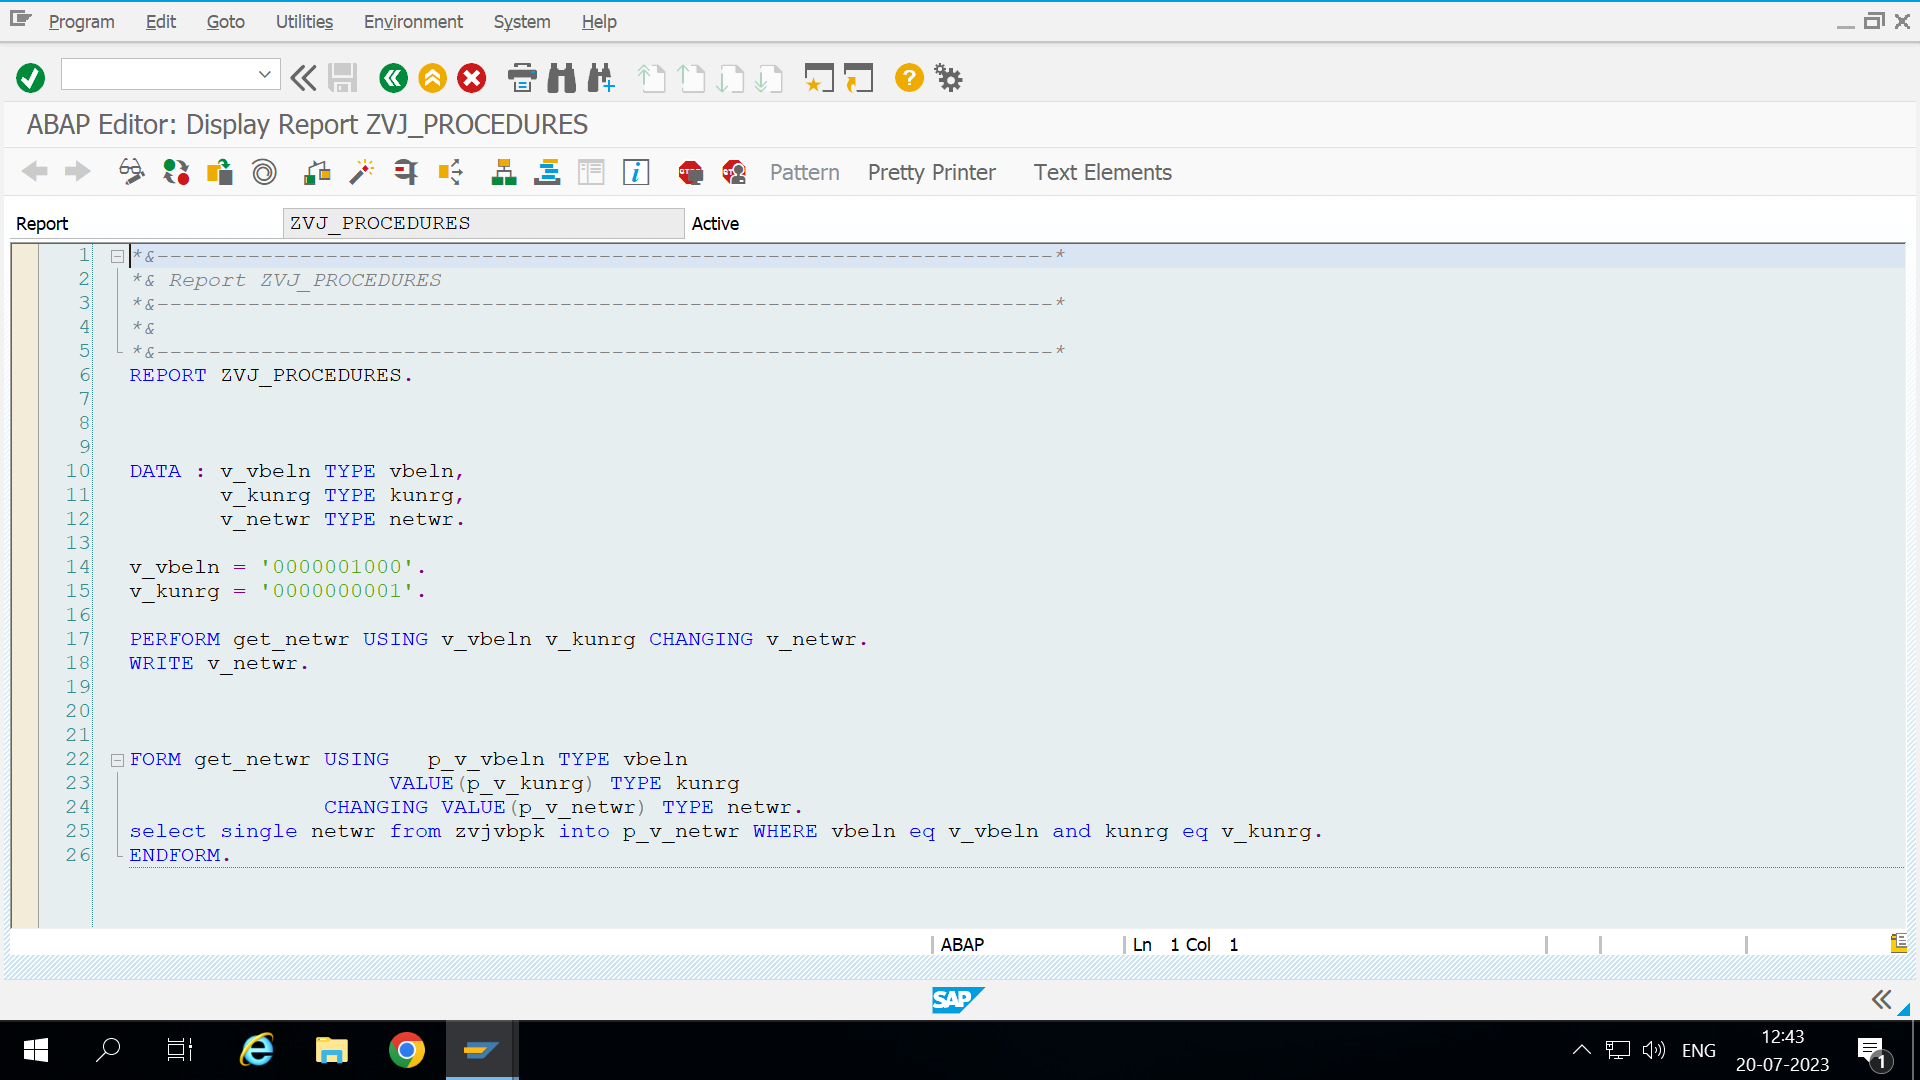 Program Edit Goto Utilities Environment System Help
ABAP Editor: Display Report ZVJ_PROCEDURES
Pattern Pretty Printer Text Elements
Report ZVJ_PROCEDURES Active
1 *&---------------------------------------------------------------------*
2 *& Report ZVJ_PROCEDURES
3 *&---------------------------------------------------------------------*
4 *&
5 *&---------------------------------------------------------------------*
6 REPORT ZVJ_PROCEDURES.
7
8
9
10 DATA : v_vbeln TYPE vbeln,
11 v_kunrg TYPE kunrg,
12 v_netwr TYPE netwr.
13
14 v_vbeln = '0000001000'.
15 v_kunrg = '0000000001'.
16
17 PERFORM get_netwr USING v_vbeln v_kunrg CHANGING v_netwr.
18 WRITE v_netwr.
19
20
21
22 FORM get_netwr USING p_v_vbeln TYPE vbeln
23 VALUE(p_v_kunrg) TYPE kunrg
24 CHANGING VALUE(p_v_netwr) TYPE netwr.
25 select single netwr from zvjvbpk into p_v_netwr WHERE vbeln eq v_vbeln and kunrg eq v_kunrg.
26 ENDFORM.
ABAP Ln 1 Col 1
SAP
ENG 12:43
20-07-2023 1